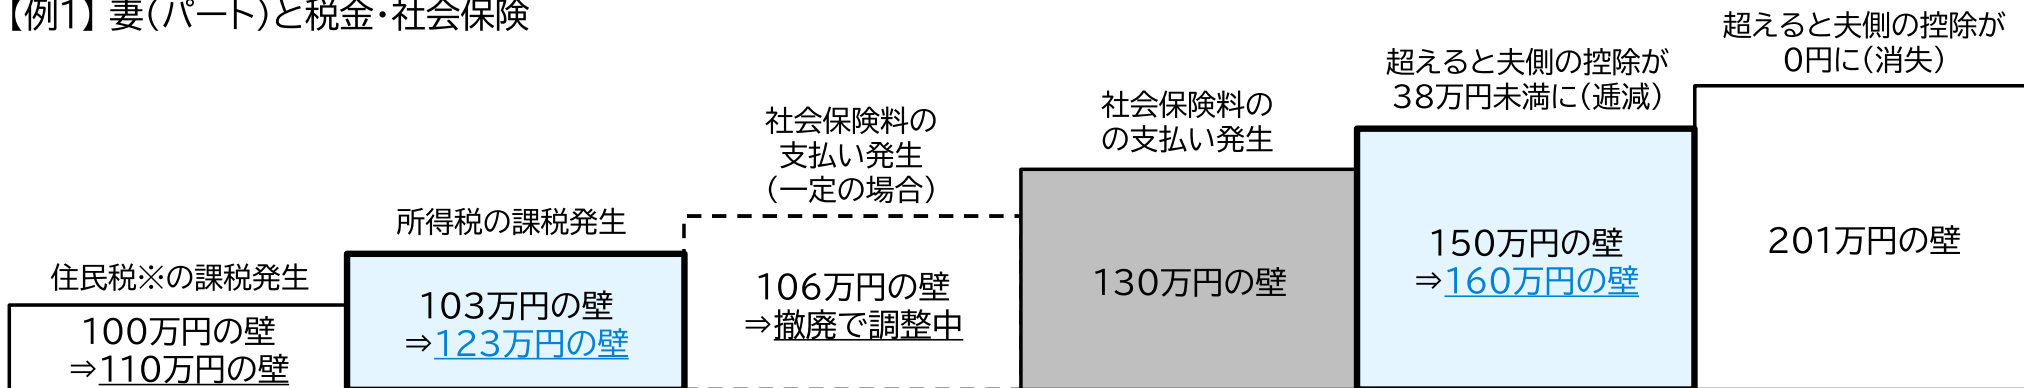 【例1】 妻(パート)と税金・社会保険
住民税※の課税発生
100万円の壁
⇒110万円の壁
所得税の課税発生
103万円の壁
⇒123万円の壁
社会保険料の
支払い発生
(一定の場合)
106万円の壁
⇒撤廃で調整中
社会保険料の
の支払い発生
130万円の壁
超えると夫側の控除が
38万円未満に(逓減)
150万円の壁
⇒160万円の壁
超えると夫側の控除が
0円に(消失)
201万円の壁